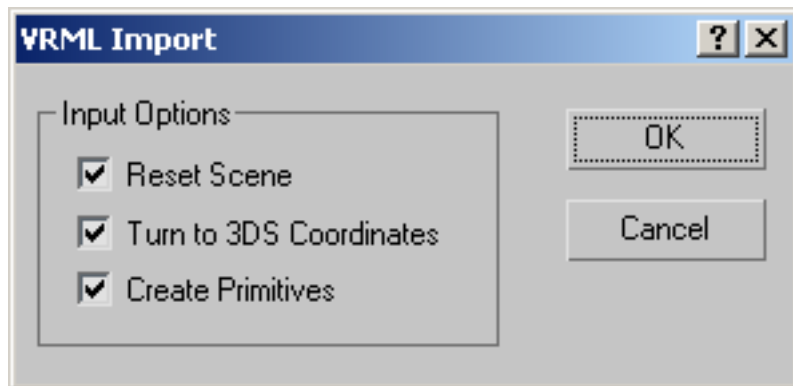 VRML Import
Input Options
OK
Reset Scene
Turn to 3DS Coordinates
Cancel
Create Primitives